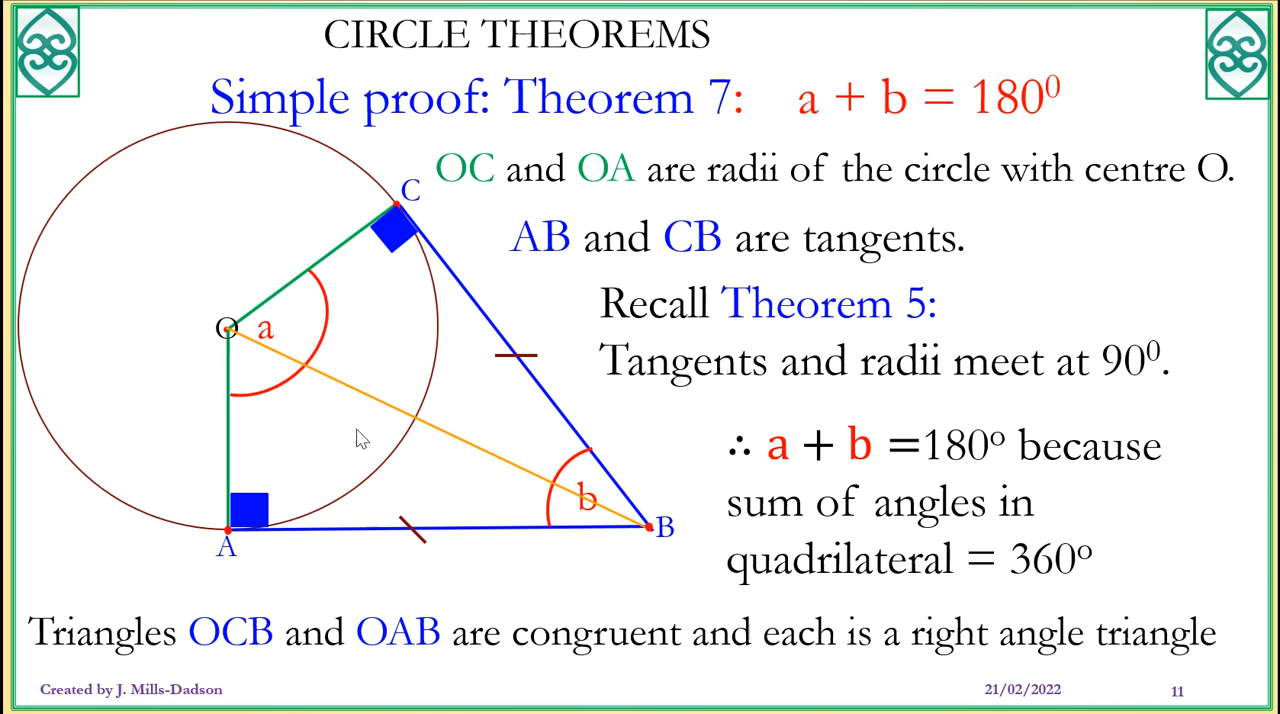 CIRCLE THEOREMS
Simple proof: Theorem 7: a + b = 180⁰
OC and OA are radii of the circle with centre O.
C
AB and CB are tangents.
Recall Theorem 5:
O a
Tangents and radii meet at 90⁰.
∴ a + b =180ᵒ because
b
sum of angles in
B
A
quadrilateral = 360ᵒ
Triangles OCB and OAB are congruent and each is a right angle triangle
Created by J. Mills-Dadson
21/02/2022
11